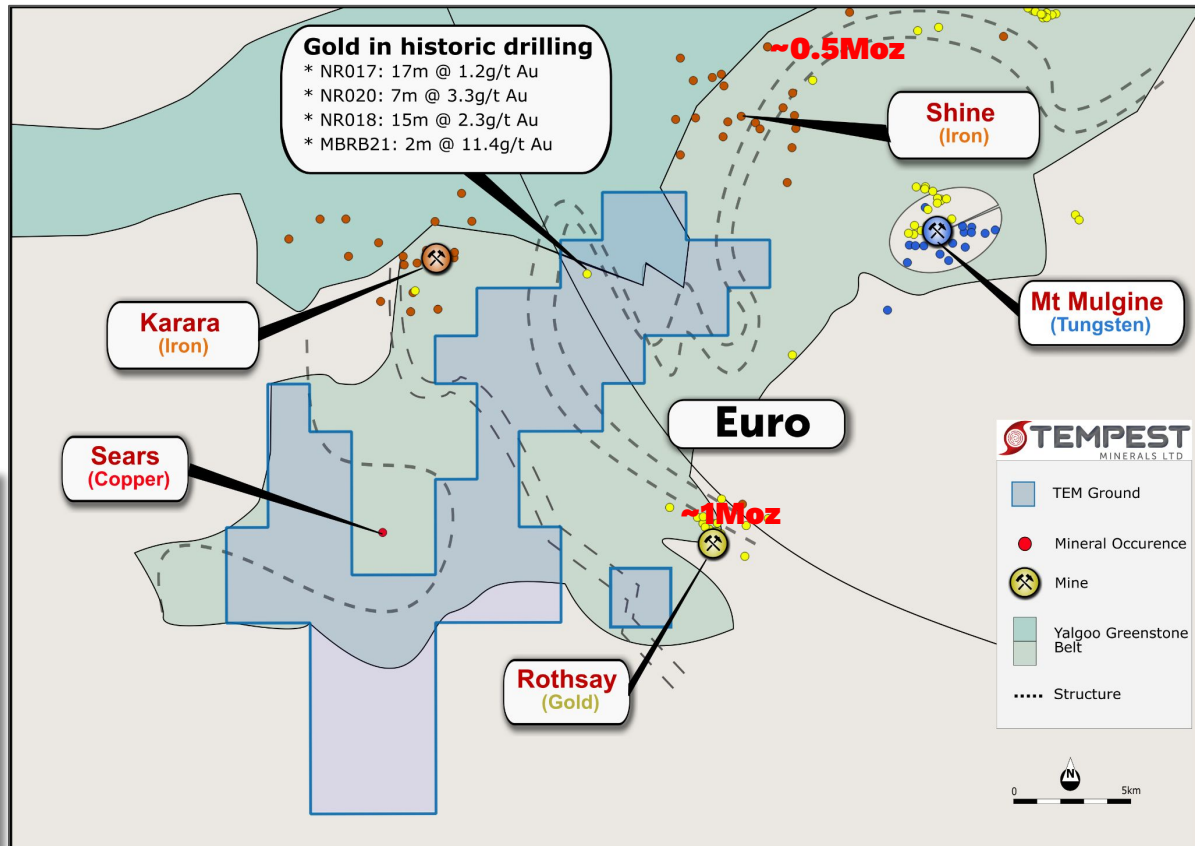 Gold in historic drilling
* NR017: 17m @ 1.2g/t Au
* NR020: 7m @ 3.3g/t Au
* NR018: 15m @ 2.3g/t Au
* MBRB21: 2m @ 11.4g/t Au
~0.5Moz
Shine
(Iron)
Karara
(Iron)
Mt Mulgine
(Tungsten)
Euro
Sears
(Copper)
~1Moz
Rothsay
(Gold)
TEMPEST
MINERALS LTD
TEM Ground
Mineral Occurence
Mine
Yalgoo Greenstone
Belt
Structure
N
0 5km